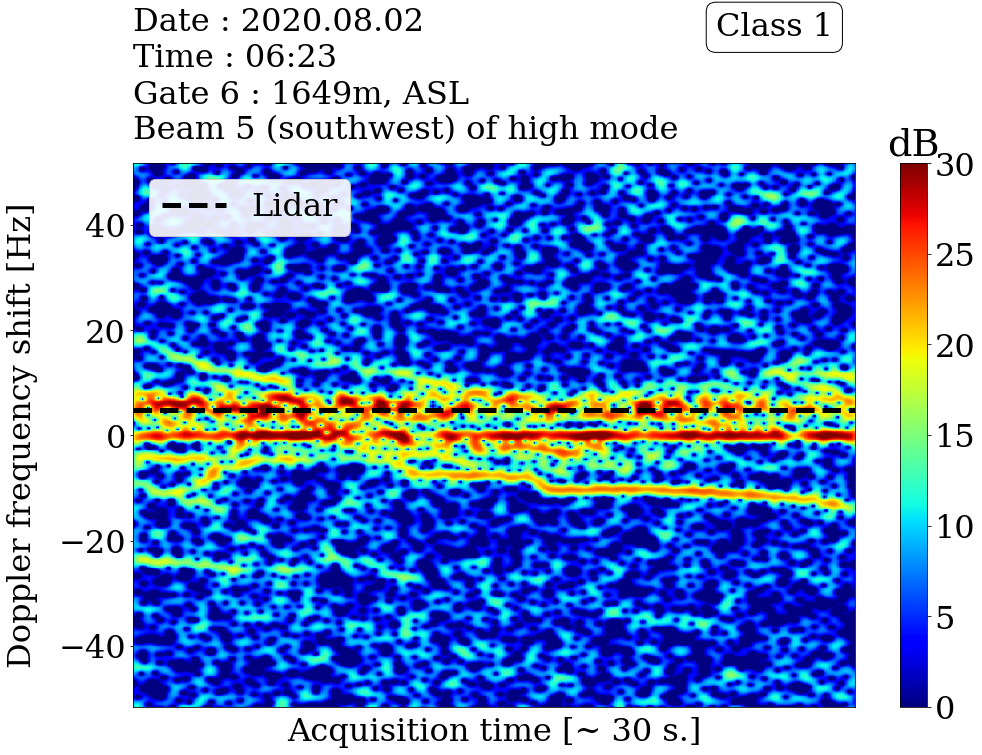 Date : 2020.08.02
Class 1
Time : 06:23
Gate 6 : 1649m, ASL
Beam 5 (southwest) of high mode
dB
Lidar
Doppler frequency shift [Hz]
40
20
0
−20
−40
30
25
20
15
10
5
0
Acquisition time [~ 30 s.]